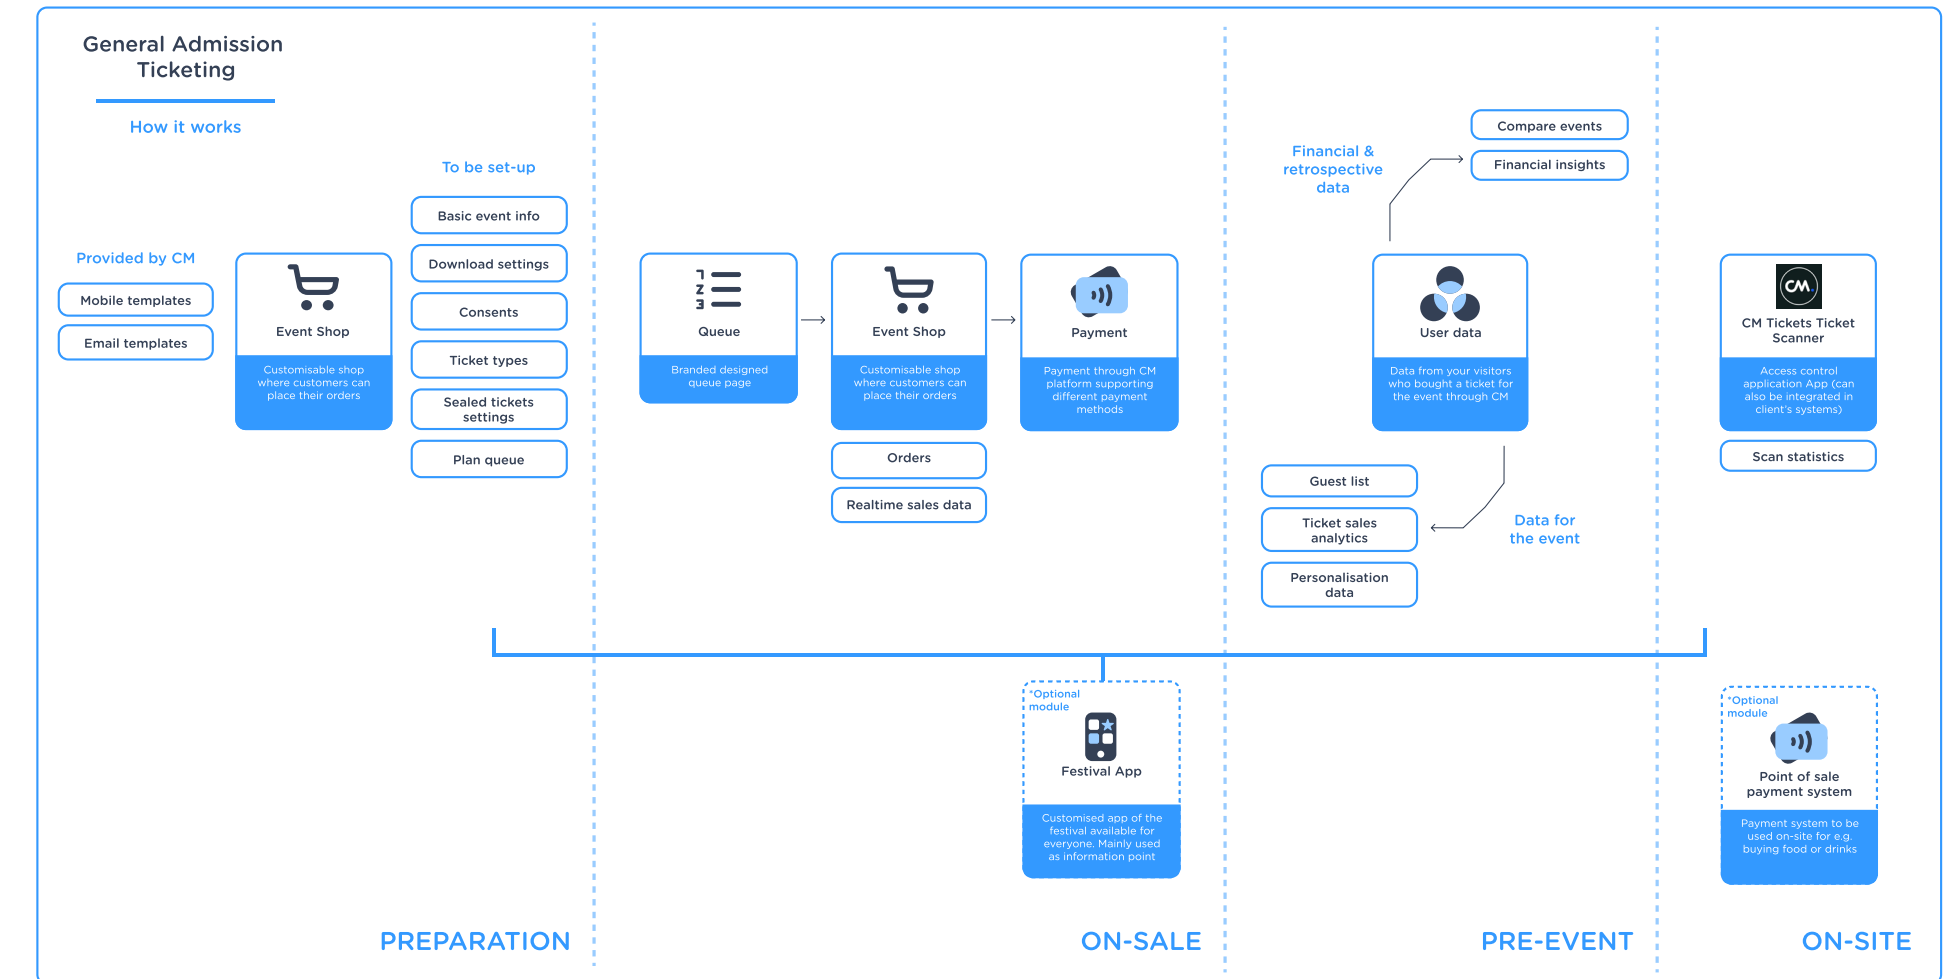 General Admission
Ticketing
How it works
Provided by CM
Mobile templates
Email templates
Event Shop
Customisable shop
where customers can
place their orders
To be set-up
Basic event info
Download settings
Consents
Ticket types
Sealed tickets
settings
Plan queue
PREPARATION
1
2
3
Queue
Branded designed
queue page
Event Shop
Customisable shop
where customers can
place their orders
Orders
Realtime sales data
Payment
Payment through CM
platform supporting
different payment
methods
*Optional
module
Festival App
Customised app of the
festival available for
everyone. Mainly used
as information point
ON-SALE
Financial &
retrospective
data
Compare events
Financial insights
User data
Data from your visitors
who bought a ticket for
the event through CM
Guest list
Ticket sales
analytics
Personalisation
data
Data for
the event
PRE-EVENT
CM.
CM Tickets Ticket
Scanner
Access control
application App (can
also be integrated in
client's systems)
Scan statistics
*Optional
module
Point of sale
payment system
Payment system to be
used on-site for e.g.
buying food or drinks
ON-SITE